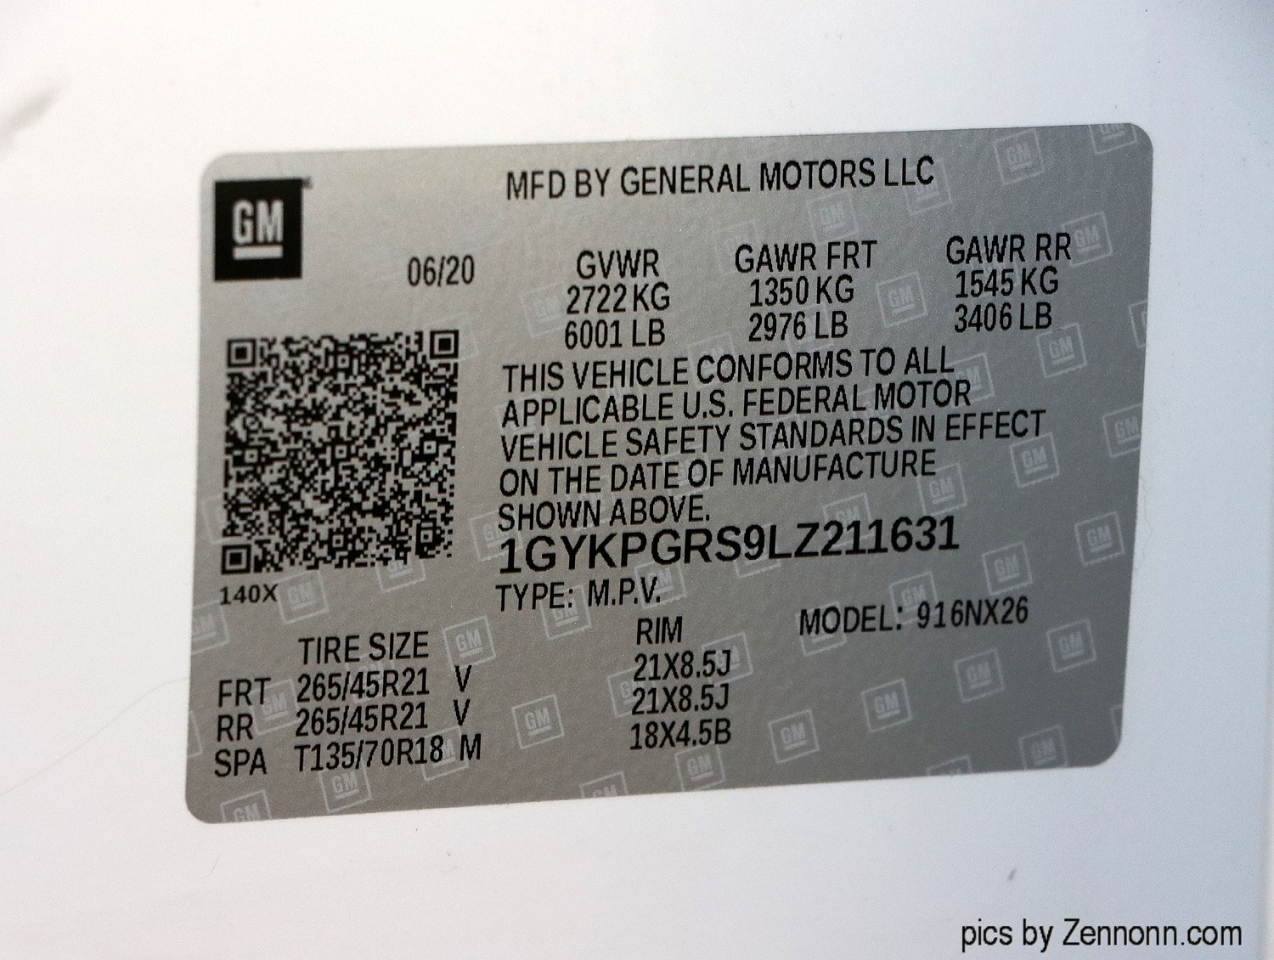 GM
MFD BY GENERAL MOTORS LLC
06/20
GVWR GAWR FRT GAWR RR
2722 KG 1350 KG 1545 KG
6001 LB 2976 LB 3406 LB
THIS VEHICLE CONFORMS TO ALL
APPLICABLE U.S. FEDERAL MOTOR
VEHICLE SAFETY STANDARDS IN EFFECT
ON THE DATE OF MANUFACTURE
SHOWN ABOVE.
1GYKPGRS9LZ211631
140X
TYPE: M.P.V.
MODEL: 916NX26
TIRE SIZE RIM
FRT 265/45R21 V 21X8.5J
RR 265/45R21 V 21X8.5J
SPA T135/70R18 M 18X4.5B
pics by Zennonn.com